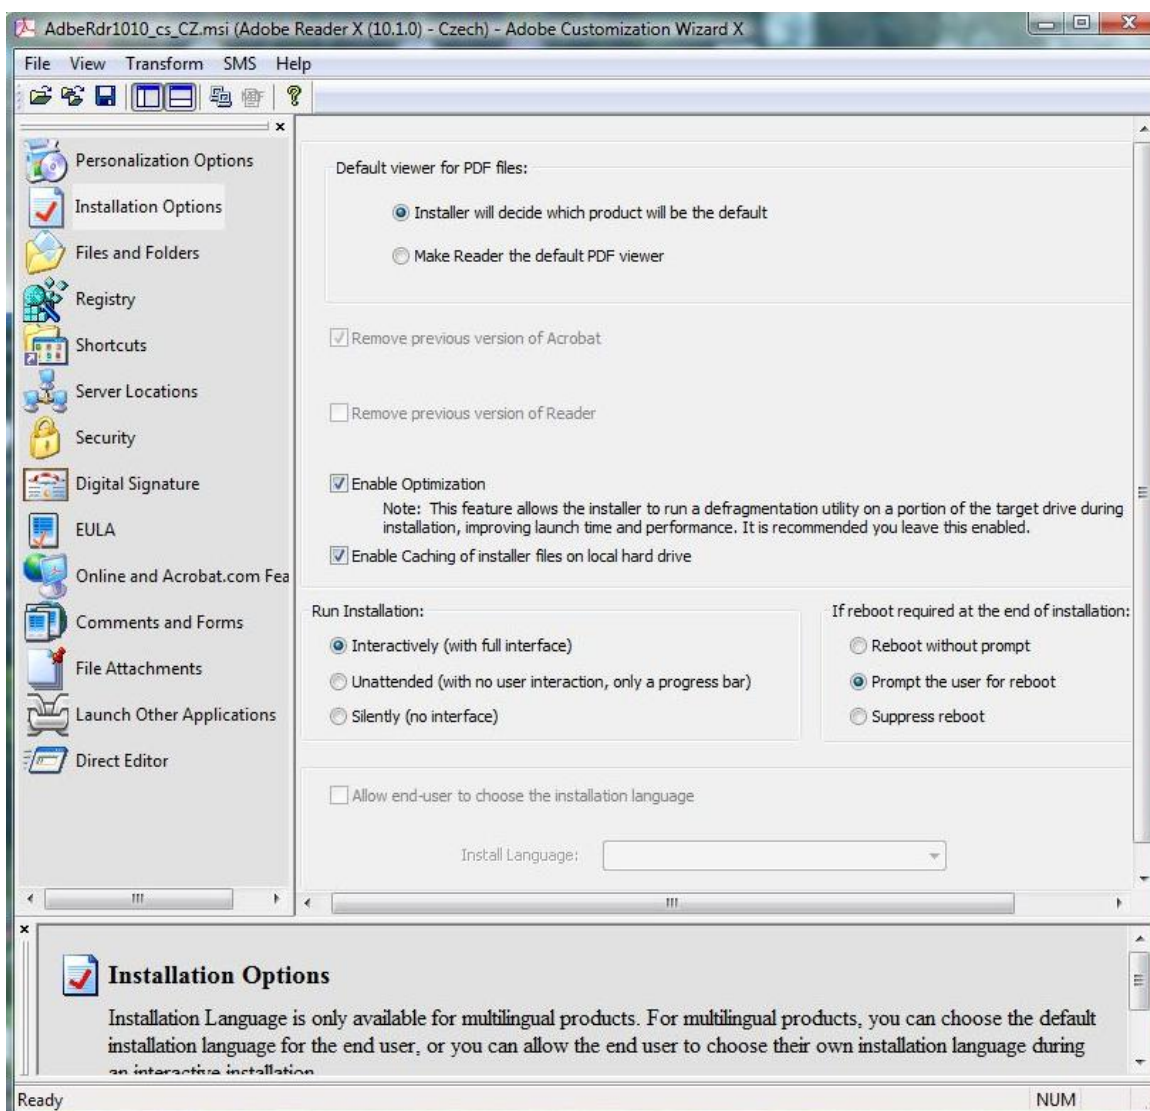 AdbeRdr1010_cs_CZ.msi (Adobe Reader X (10.1.0) - Czech) - Adobe Customization Wizard X
File View Transform SMS Help
Personalization Options
Installation Options
Files and Folders
Registry
Shortcuts
Server Locations
Security
Digital Signature
EULA
Online and Acrobat.com Fea
Comments and Forms
File Attachments
Launch Other Applications
Direct Editor
Default viewer for PDF files:
Installer will decide which product will be the default
Make Reader the default PDF viewer
Remove previous version of Acrobat
Remove previous version of Reader
Enable Optimization
Note: This feature allows the installer to run a defragmentation utility on a portion of the target drive during
installation, improving launch time and performance. It is recommended you leave this enabled.
Enable Caching of installer files on local hard drive
Run Installation:
Interactively (with full interface)
Unattended (with no user interaction, only a progress bar)
Silently (no interface)
If reboot required at the end of installation:
Reboot without prompt
Prompt the user for reboot
Suppress reboot
Allow end-user to choose the installation language
Install Language:
Installation Options
Installation Language is only available for multilingual products. For multilingual products, you can choose the default
installation language for the end user, or you can allow the end user to choose their own installation language during
an interactive installation
Ready
NUM